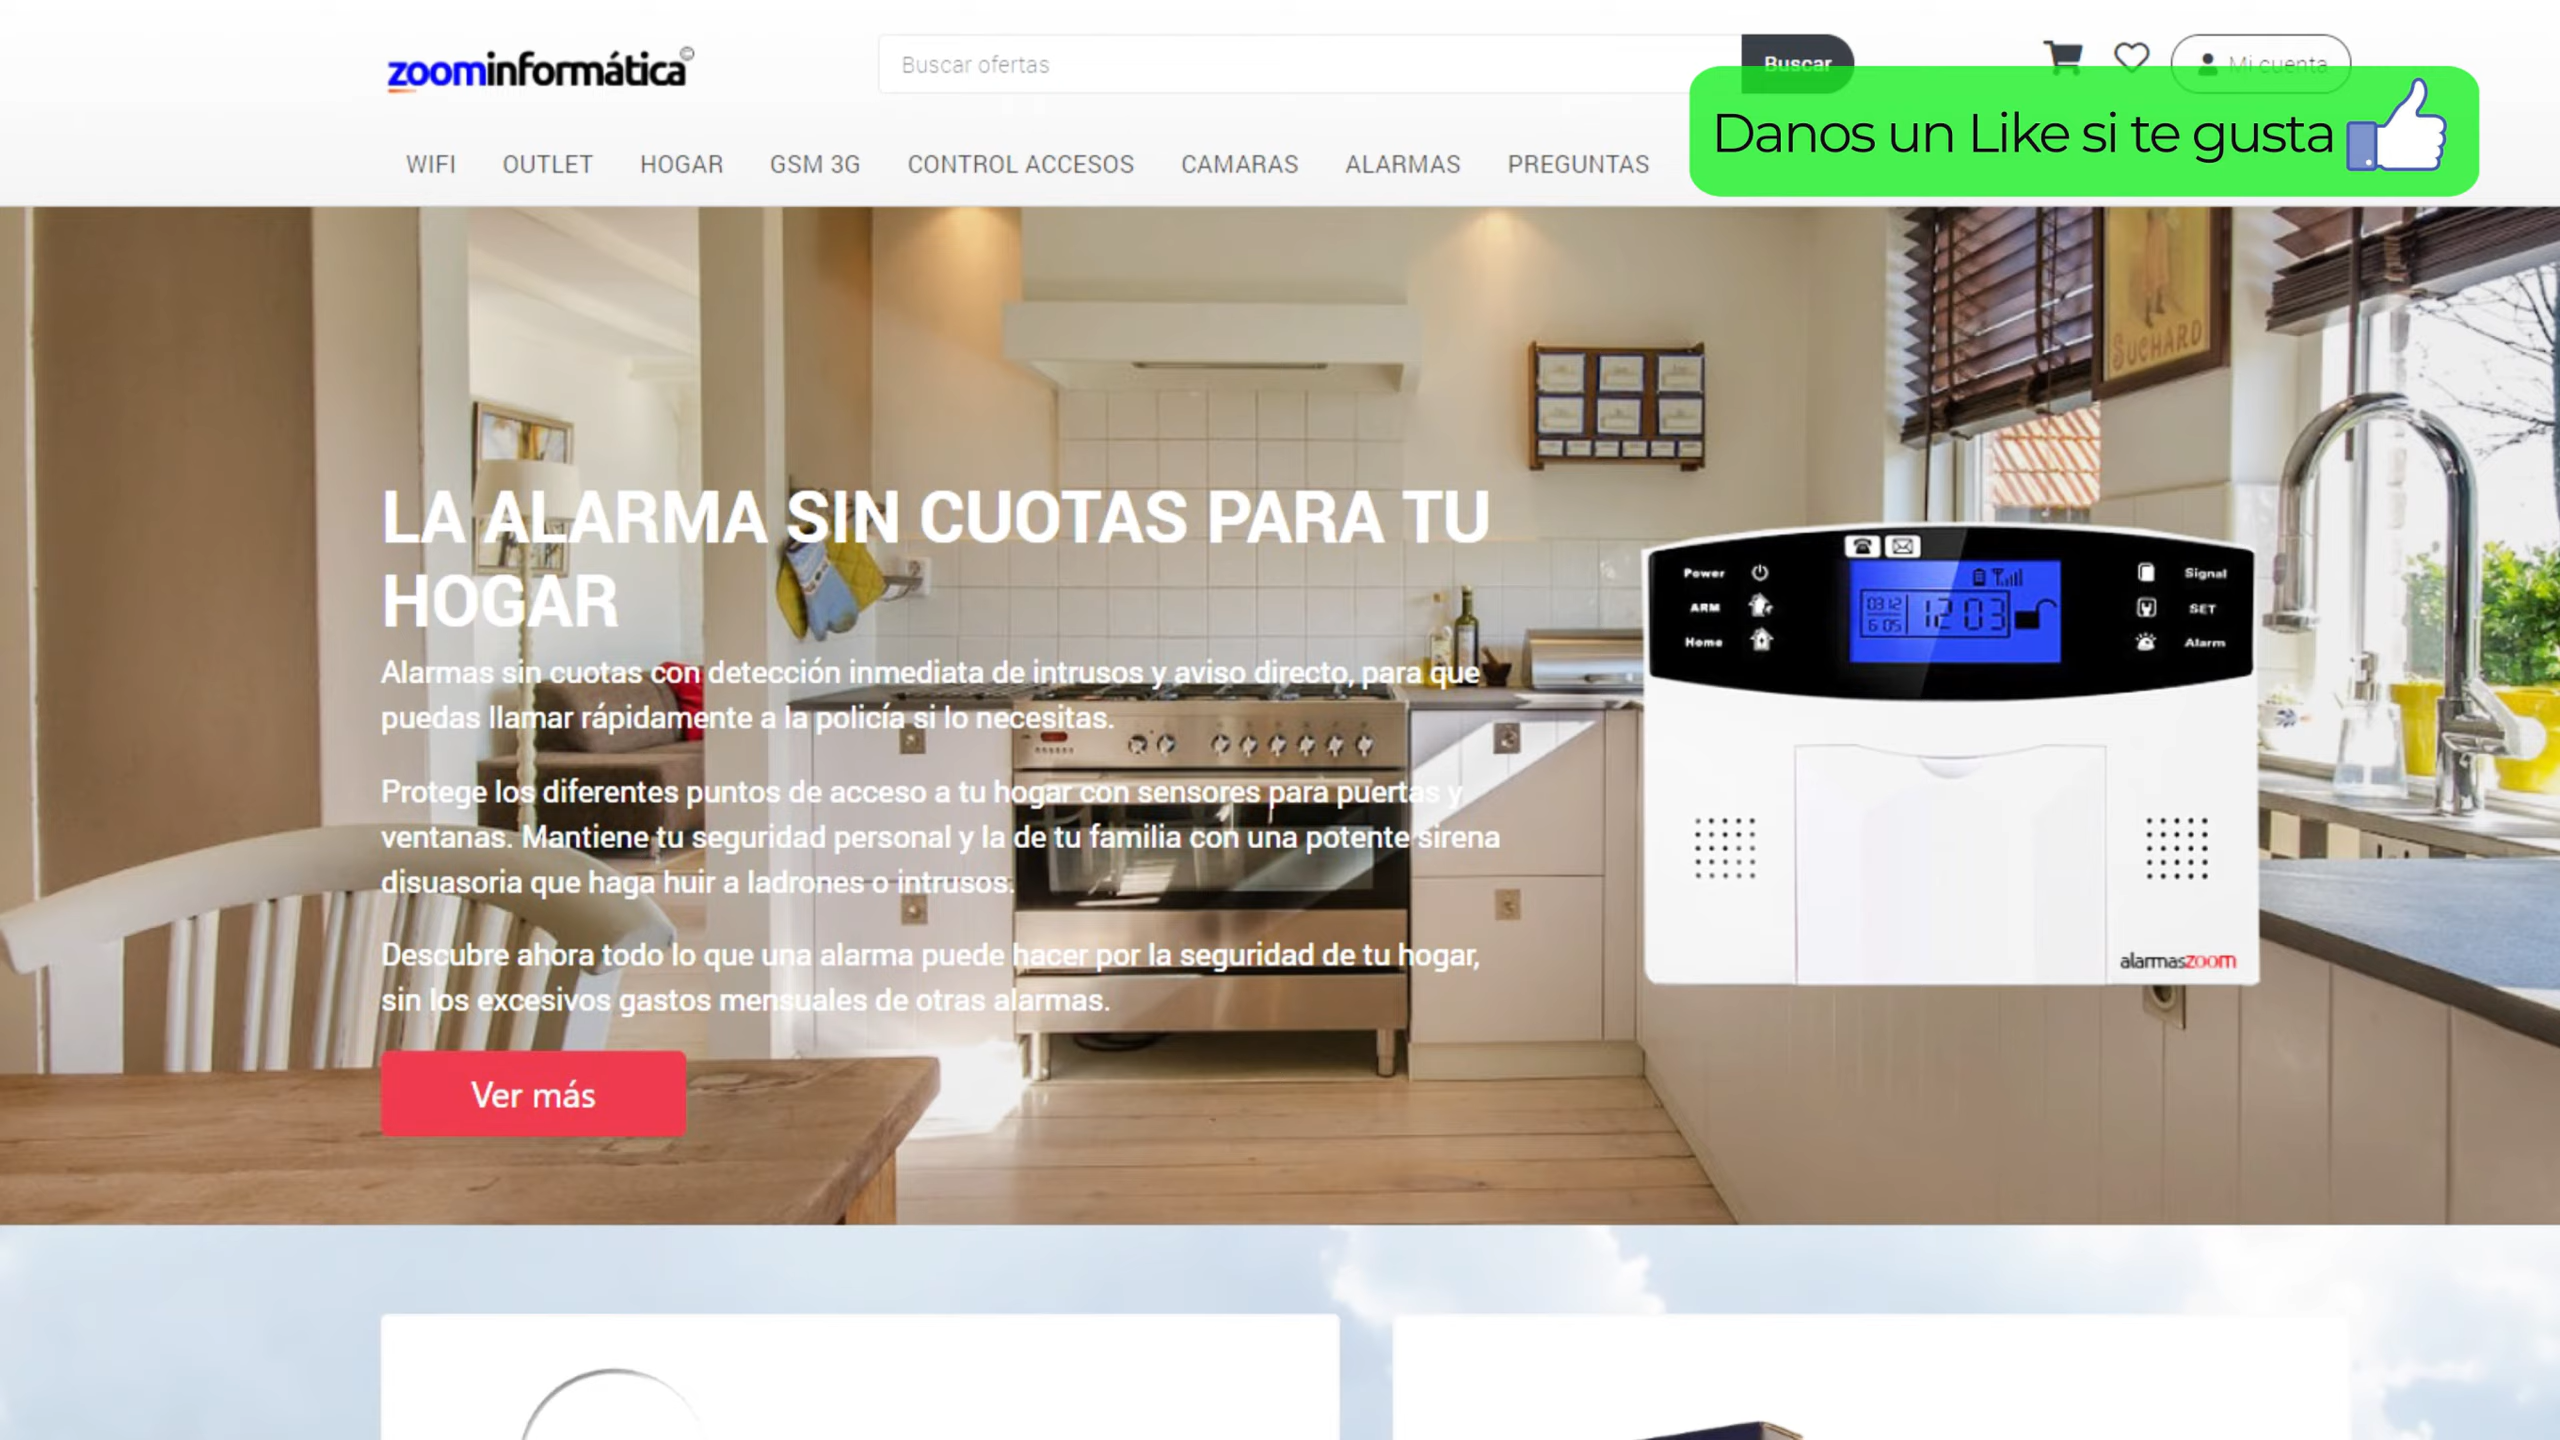 zoominformática©
Buscar ofertas
Buscar
Mi cuenta
Danos un Like si te gusta
WIFI OUTLET HOGAR GSM 3G CONTROL ACCESOS CAMARAS ALARMAS PREGUNTAS
SUCHARD
LA ALARMA SIN CUOTAS PARA TU
HOGAR
Alarmas sin cuotas con detección inmediata de intrusos y aviso directo, para que
puedas llamar rápidamente a la policía si lo necesitas.
Protege los diferentes puntos de acceso a tu hogar con sensores para puertas y
ventanas. Mantiene tu seguridad personal y la de tu familia con una potente sirena
disuasoria que haga huir a ladrones o intrusos.
Descubre ahora todo lo que una alarma puede hacer por la seguridad de tu hogar,
sin los excesivos gastos mensuales de otras alarmas.
Ver más
Power
ARM
Home
03 12
6 05
12 03
Signal
SET
Alarm
alarmaszoom